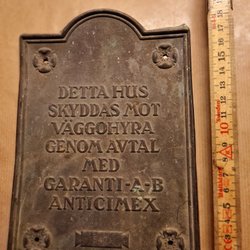 DETTA HUS
SKYDDAS MOT
VÄGGOHYRA
GENOM AVTAL
MED
GARANTI-A-B
ANTICIMEX